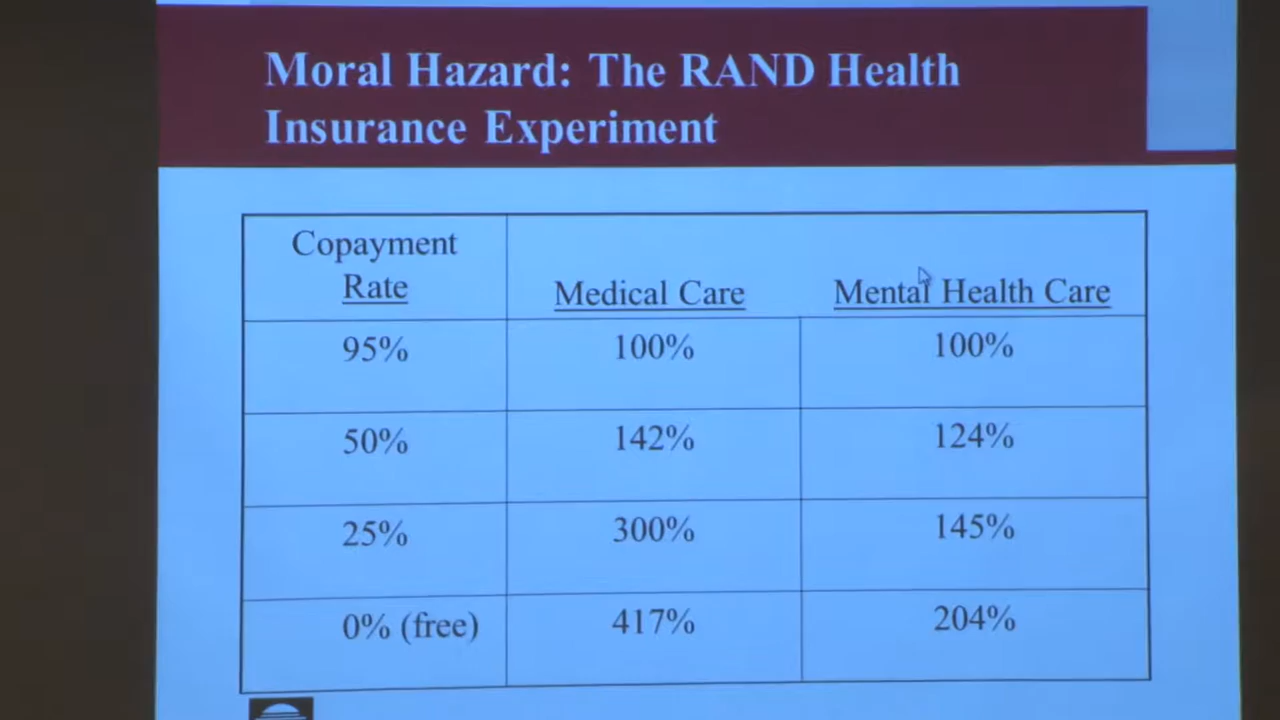 Moral Hazard: The RAND Health
Insurance Experiment
Copayment
Rate
Medical Care
Mental Health Care
95%
100%
100%
50%
142%
124%
25%
300%
145%
0% (free)
417%
204%